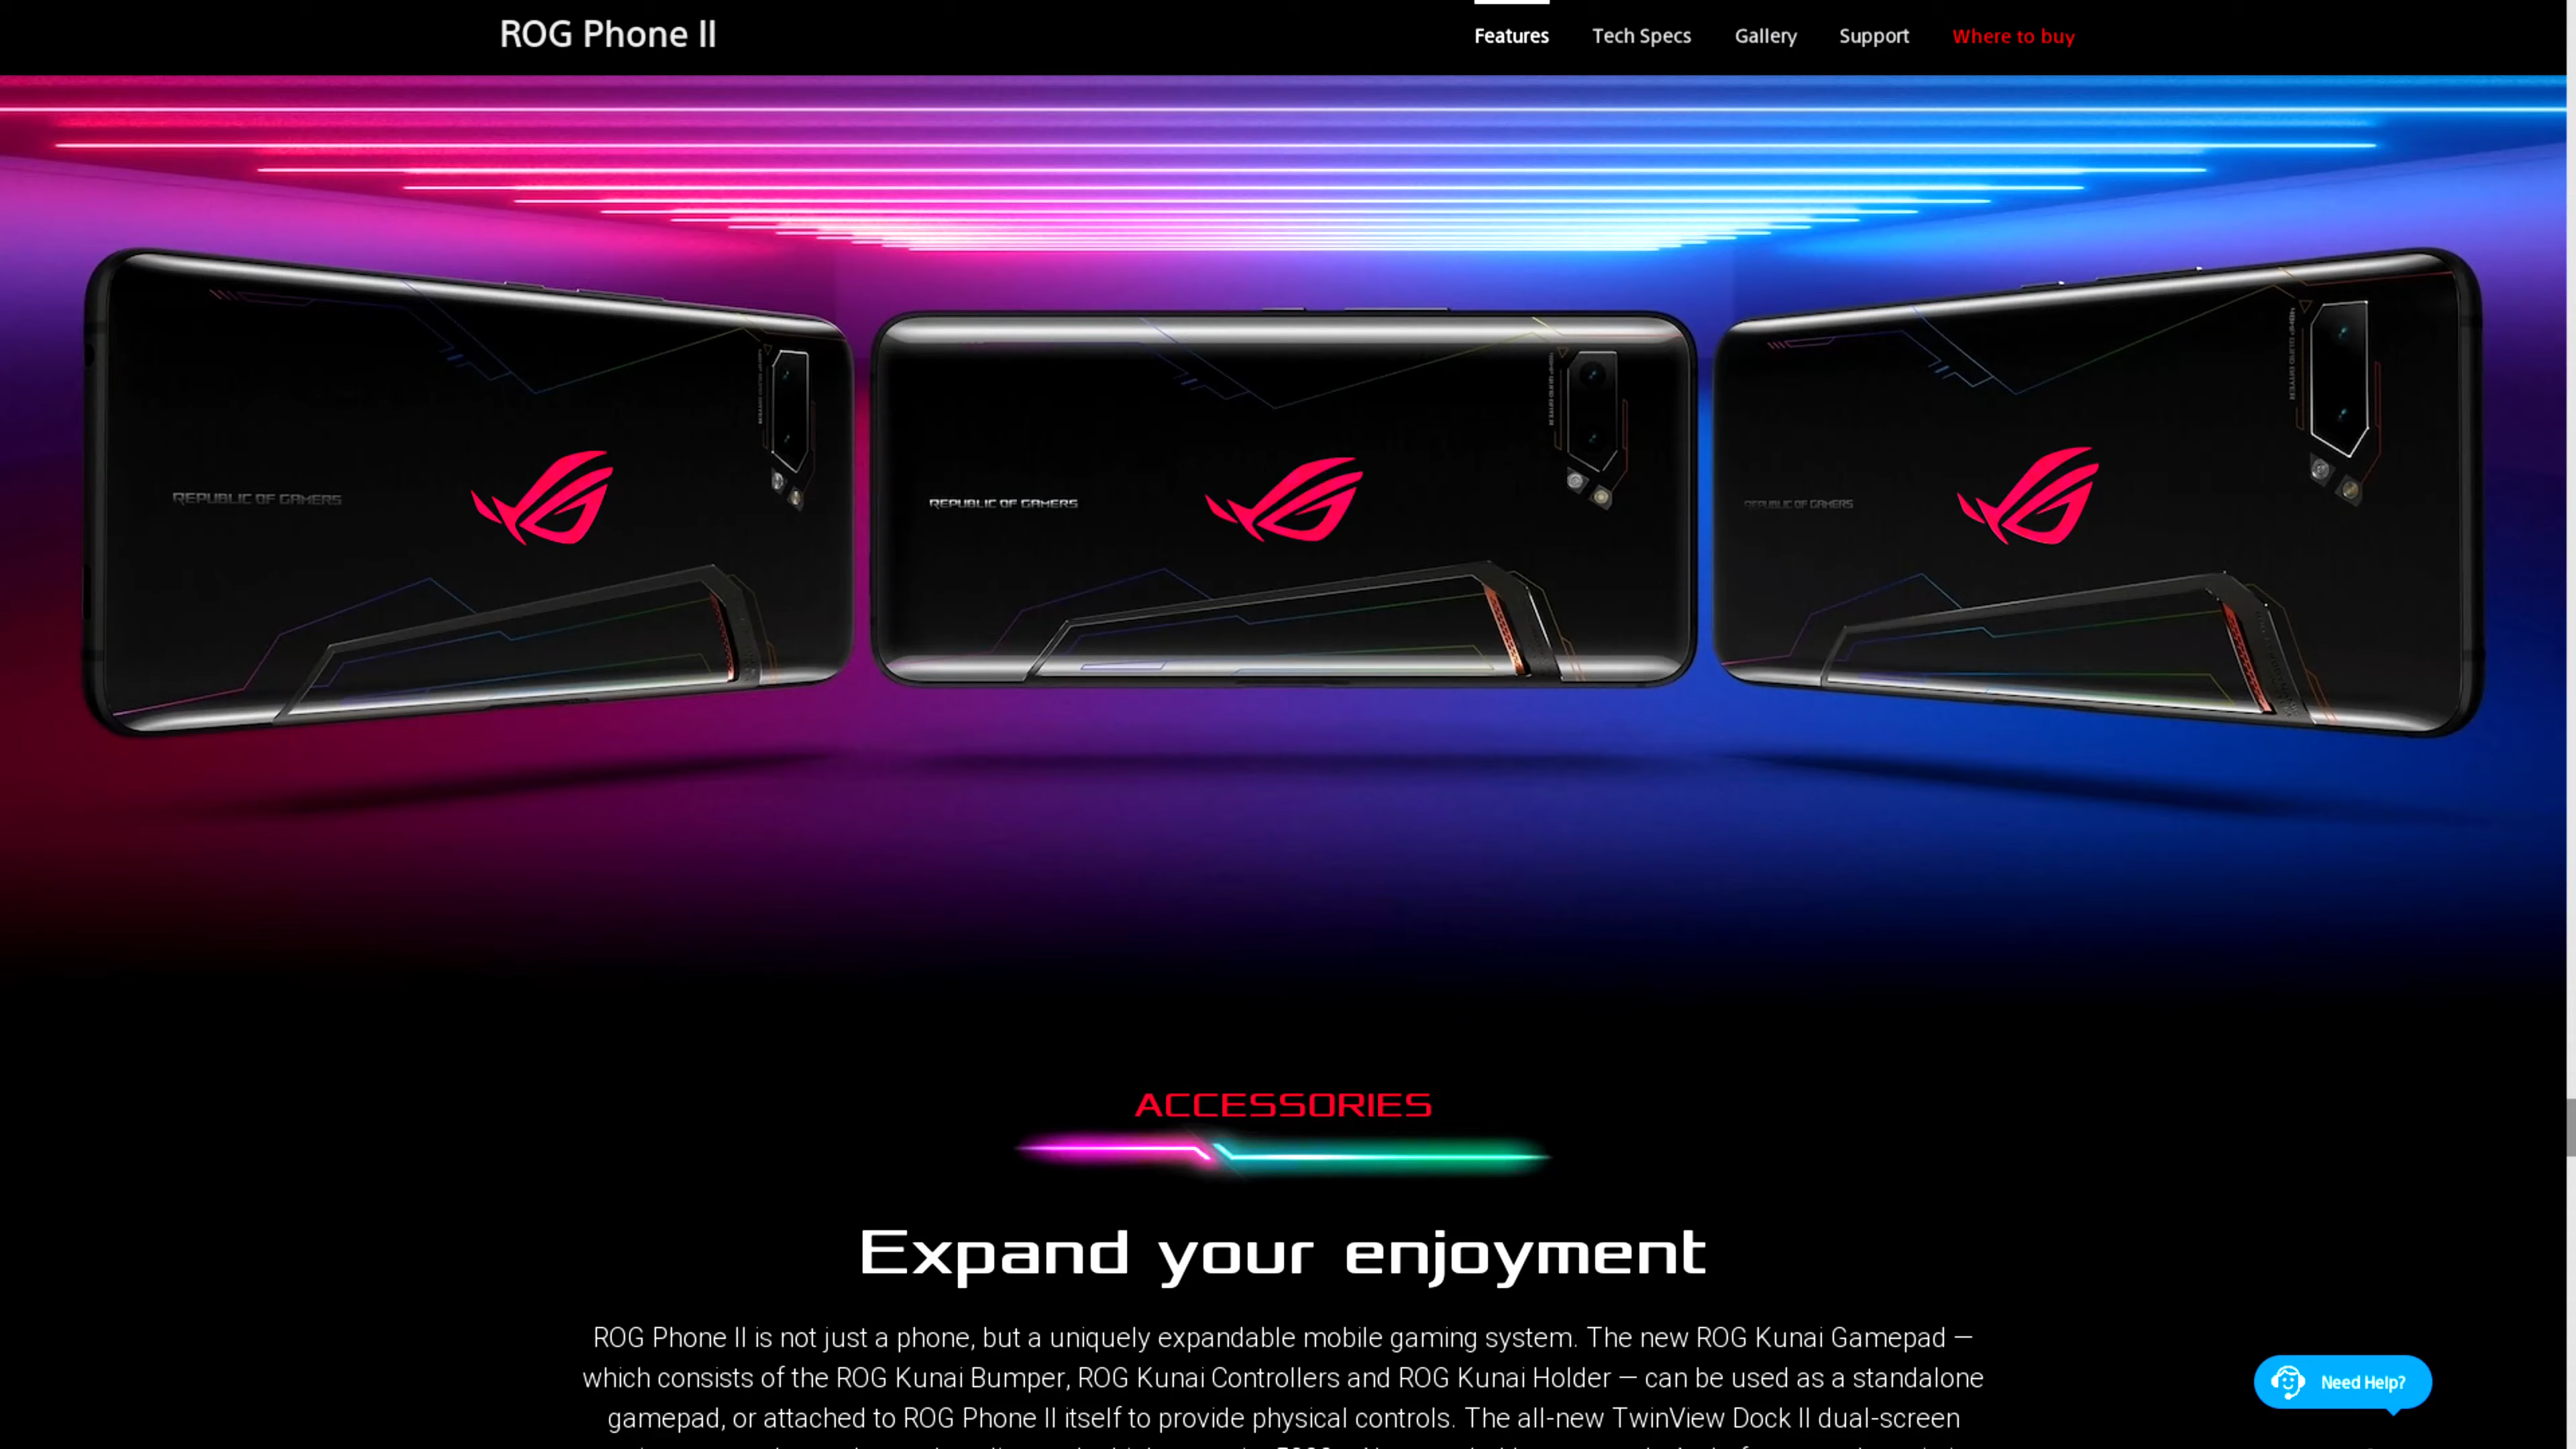 ROG Phone II
Features
Tech Specs
Gallery
Support
Where to buy
REPUBLIC OF GAMERS
REPUBLIC OF GAMERS
REPUBLIC OF GAMERS
ACCESSORIES
Expand your enjoyment
ROG Phone II is not just a phone, but a uniquely expandable mobile gaming system. The new ROG Kunai Gamepad —
which consists of the ROG Kunai Bumper, ROG Kunai Controllers and ROG Kunai Holder — can be used as a standalone
gamepad, or attached to ROG Phone II itself to provide physical controls. The all-new TwinView Dock II dual-screen
Need Help?